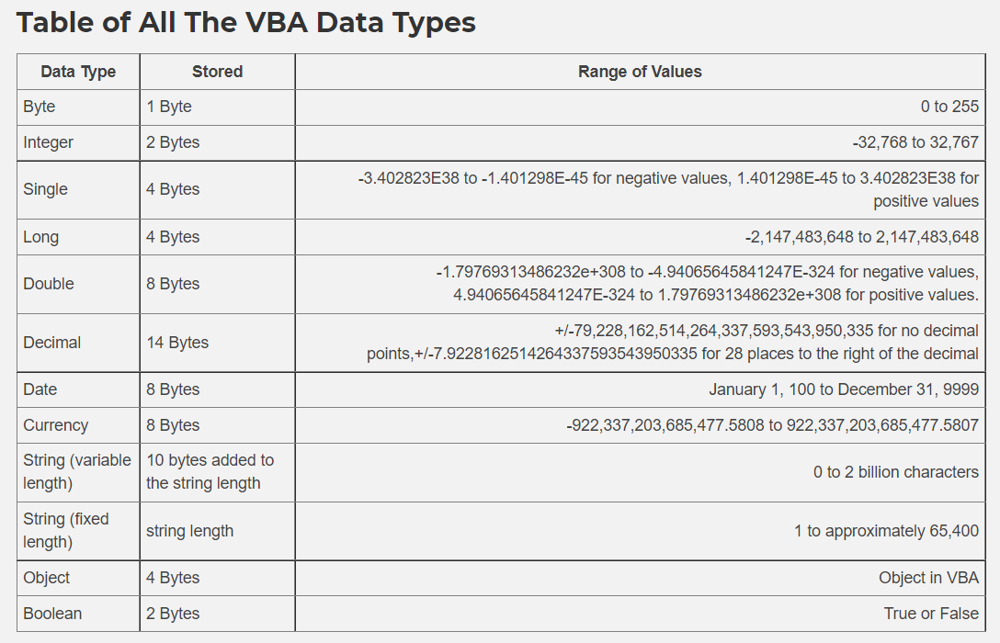 Table of All The VBA Data Types
Data Type Stored Range of Values
Byte 1 Byte 0 to 255
Integer 2 Bytes -32,768 to 32,767
Single 4 Bytes -3.402823E38 to -1.401298E-45 for negative values, 1.401298E-45 to 3.402823E38 for
positive values
Long 4 Bytes -2,147,483,648 to 2,147,483,648
Double 8 Bytes -1.79769313486232e+308 to -4.94065645841247E-324 for negative values,
4.94065645841247E-324 to 1.79769313486232e+308 for positive values.
Decimal 14 Bytes +/-79,228,162,514,264,337,593,543,950,335 for no decimal
points,+/-7.9228162514264337593543950335 for 28 places to the right of the decimal
Date 8 Bytes January 1, 100 to December 31, 9999
Currency 8 Bytes -922,337,203,685,477.5808 to 922,337,203,685,477.5807
String (variable
length)
10 bytes added to
the string length
0 to 2 billion characters
String (fixed
length)
string length
1 to approximately 65,400
Object 4 Bytes Object in VBA
Boolean 2 Bytes True or False